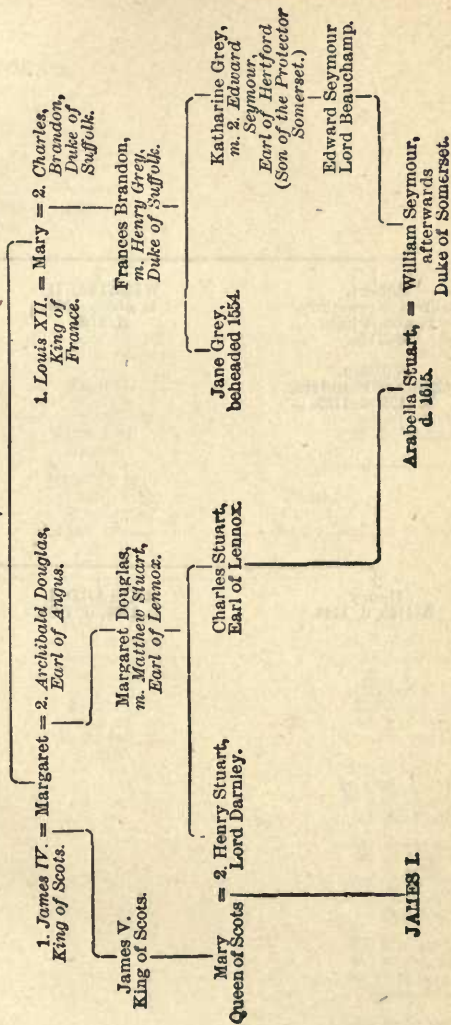 1. Louis XII. = Mary = 2. Charles,
King of
France.
Brandon,
Duke of
Suffolk.
1. James IV. = Margaret = 2. Archibald Douglas,
King of Scots.
Earl of Angus.
Frances Brandon,
m. Henry Grey,
Duke of Suffolk.
James V.
King of Scots.
Margaret Douglas,
m. Matthew Stuart,
Earl of Lennox.
Jane Grey,
beheaded 1554.
Katharine Grey,
m. 2. Edward
Seymour,
Earl of Hertford
(Son of the Protector
Somerset.)
Mary = 2. Henry Stuart,
Queen of Scots
Lord Darnley.
Charles Stuart,
Earl of Lennox.
Edward Seymour
Lord Beauchamp.
JAMES I.
Arabella Stuart, = William Seymour,
d. 1615.
afterwards
Duke of Somerset.